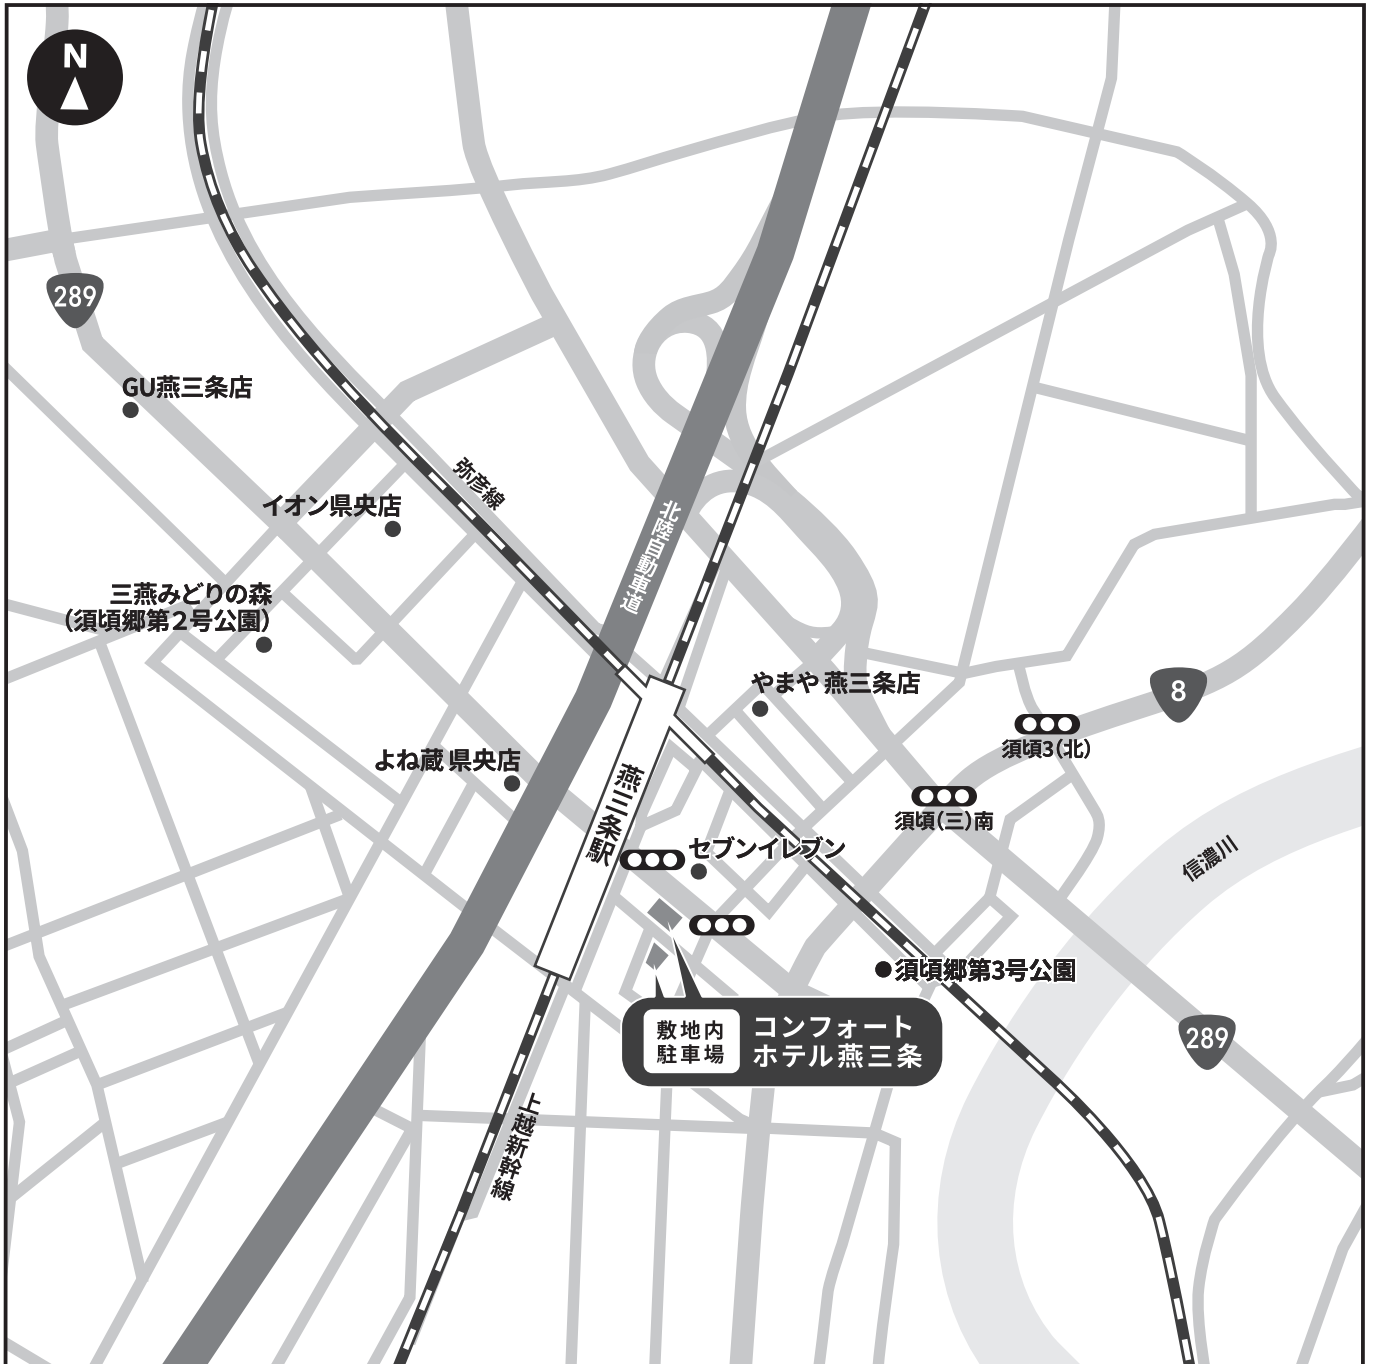 N
289
GU燕三条店
弥彦線
イオン県央店
北陸自動車道
三燕みどりの森
（須頃郷第２号公園）
やまや 燕三条店
8
須頃3（北）
よね蔵 県央店
燕三条駅
須頃（三）南
セブンイレブン
信濃川
須頃郷第3号公園
敷地内
駐車場
コンフォート
ホテル燕三条
289
上越新幹線